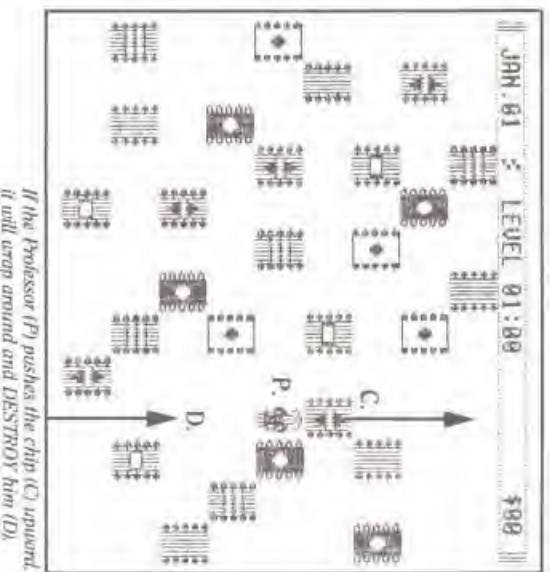 JAN.01 LEVEL 01:00 $00
C.
P.
D.
If the Professor (P) pushes the chip (C) upward,
it will wrap around and DESTROY him (D).